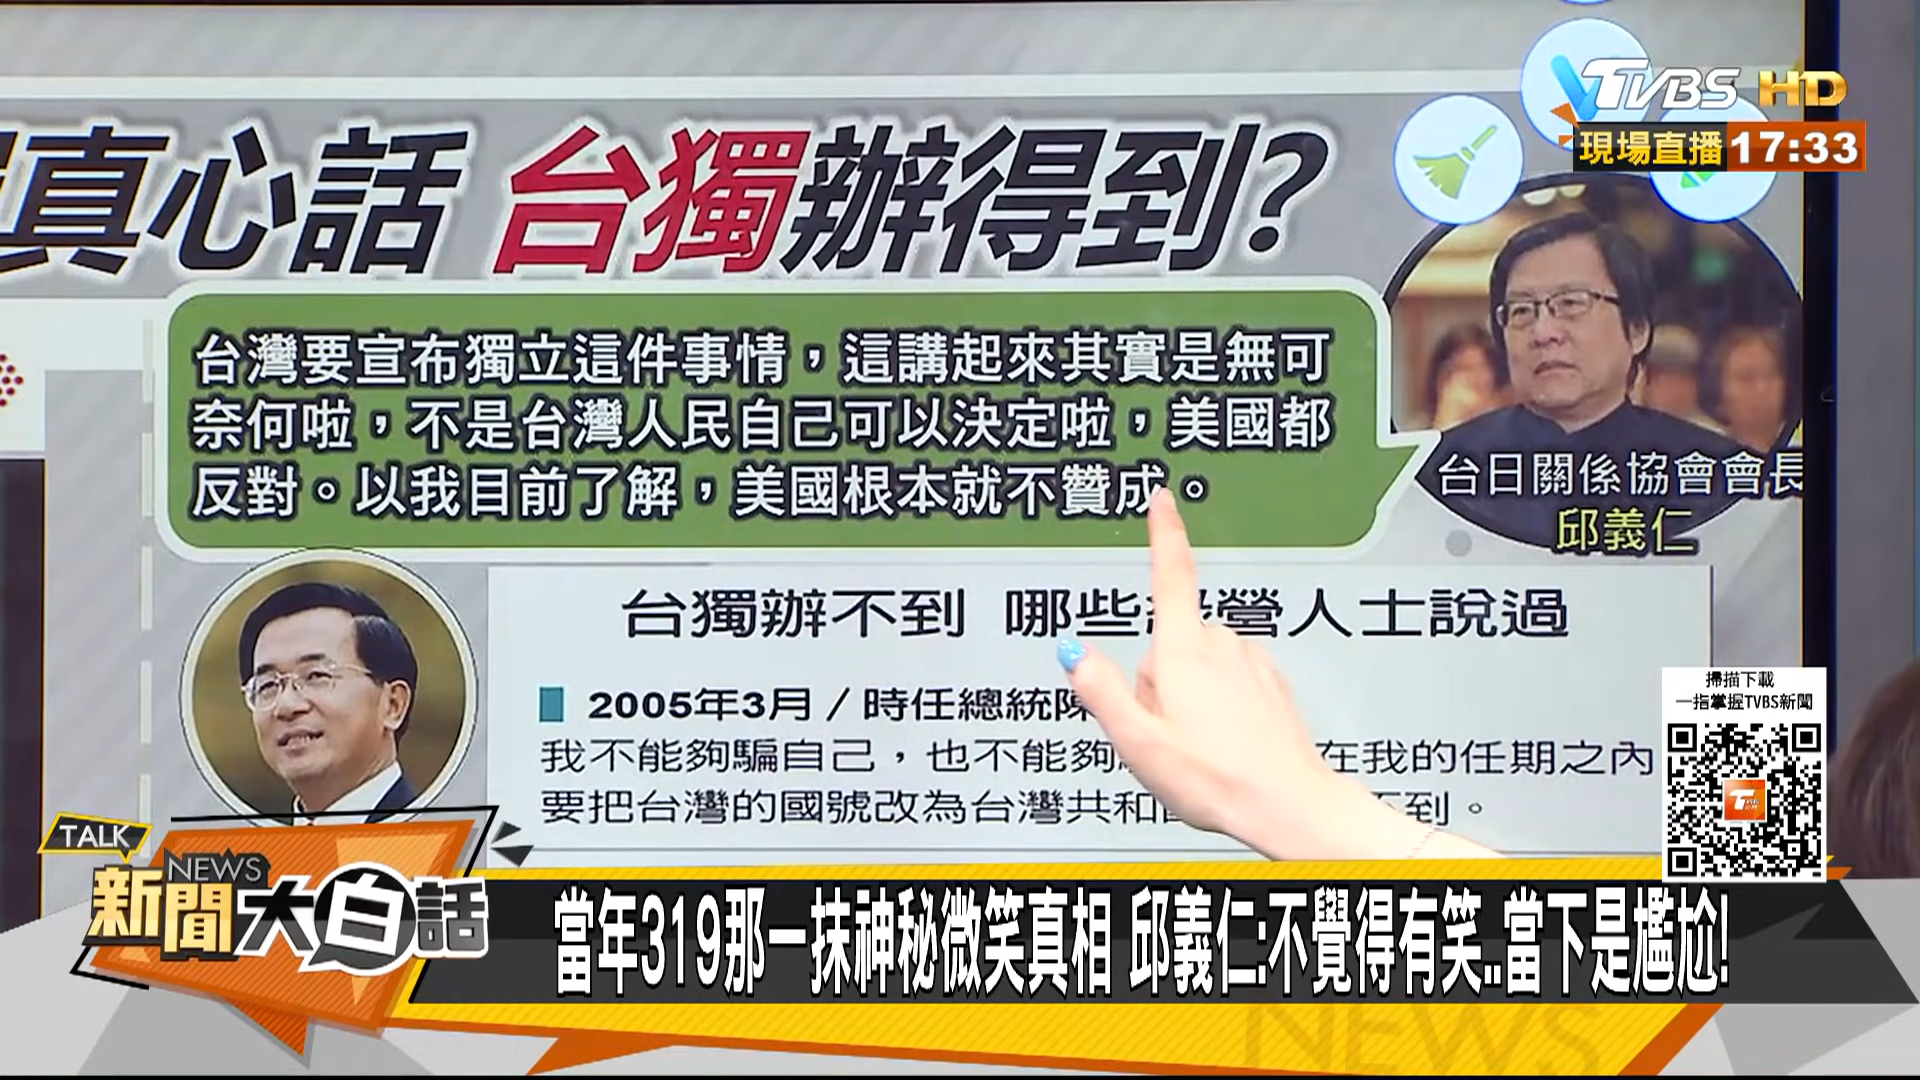 TVBS HD
現場直播 17:33
真心話 台獨辦得到?
台灣要宣布獨立這件事情，這講起來其實是無可
奈何啦，不是台灣人民自己可以決定啦，美國都
反對。以我目前了解，美國根本就不贊成。
台日關係協會會長
邱義仁
台獨辦不到 哪些 營人士說過
2005年3月／時任總統陳
我不能夠騙自己，也不能夠 在我的任期之內
要把台灣的國號改為台灣共和 不到。
掃描下載
一指掌握TVBS新聞
TALK
NEWS
新聞大白話
當年319那一抹神秘微笑真相 邱義仁:不覺得有笑..當下是尷尬!
NEWS